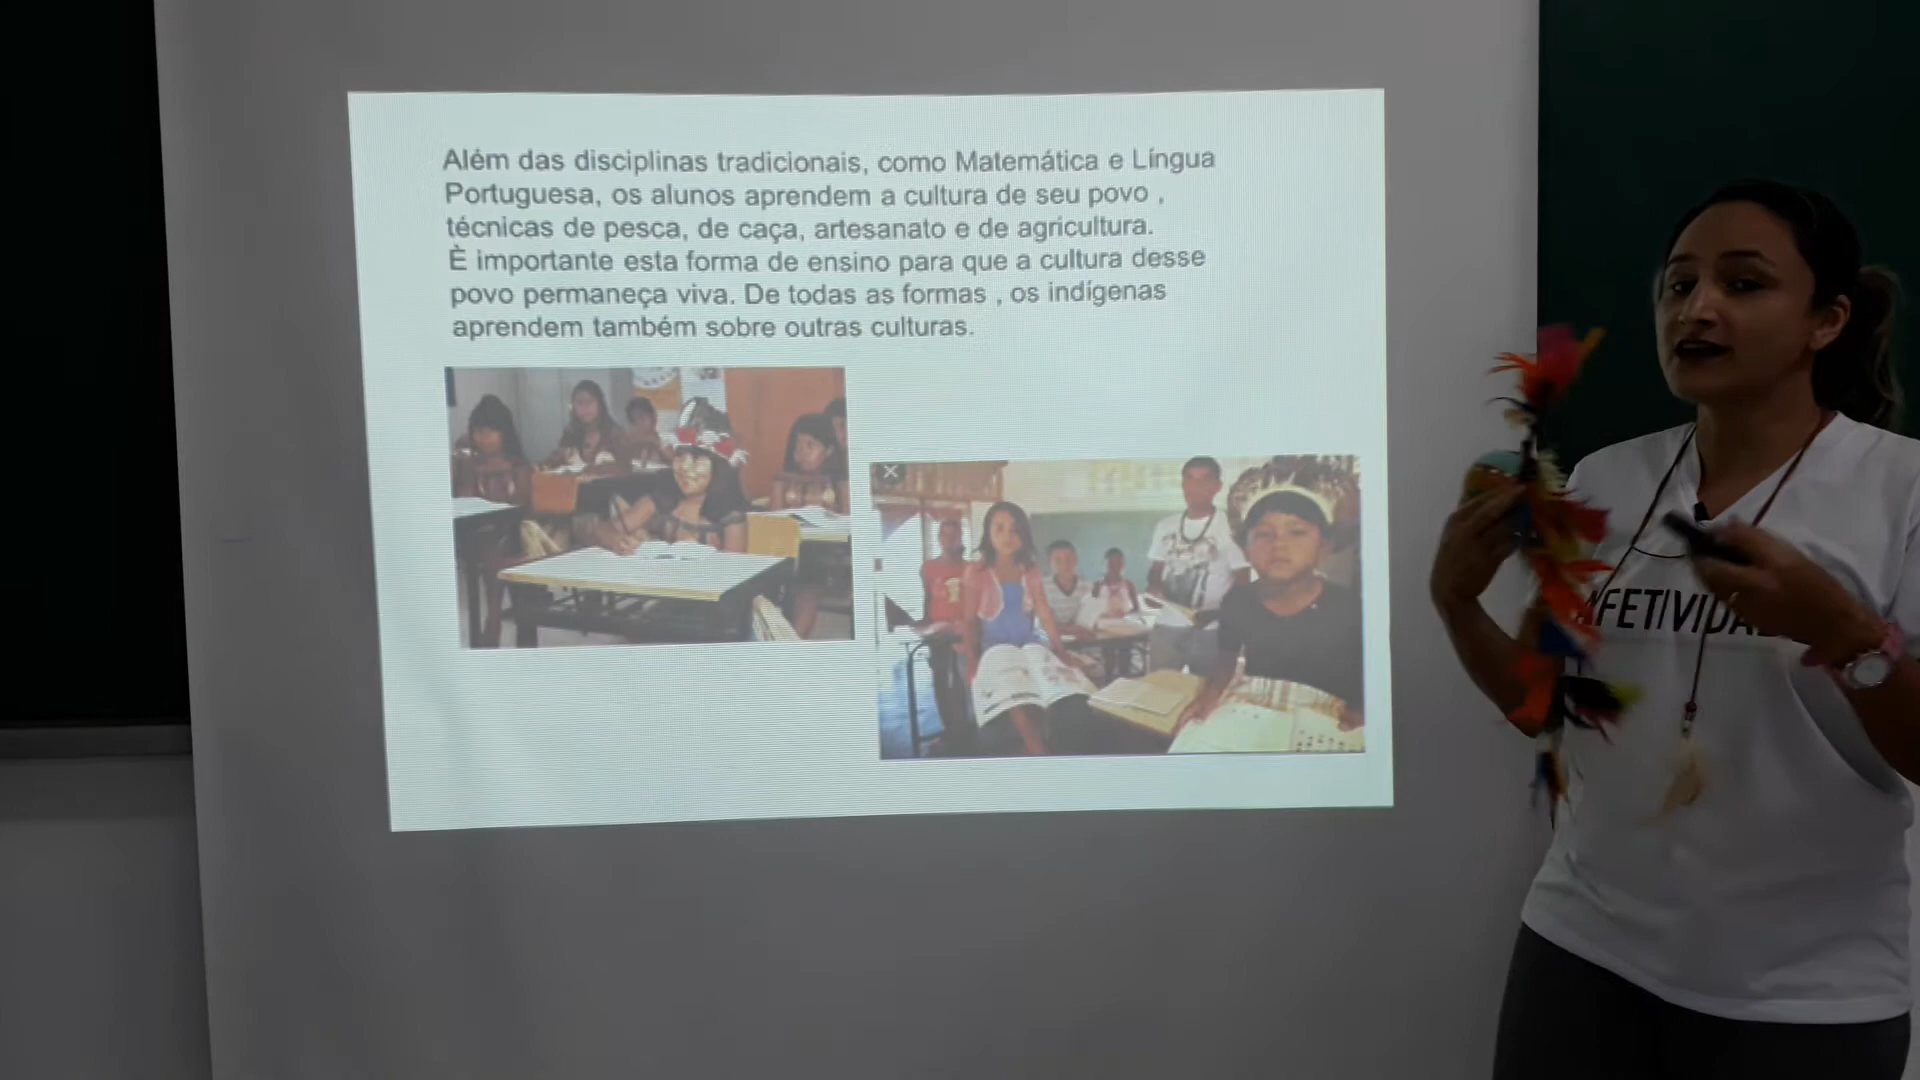 Além das disciplinas tradicionais, como Matemática e Língua
Portuguesa, os alunos aprendem a cultura de seu povo ,
técnicas de pesca, de caça, artesanato e de agricultura.
È importante esta forma de ensino para que a cultura desse
povo permaneça viva. De todas as formas , os indígenas
aprendem também sobre outras culturas.